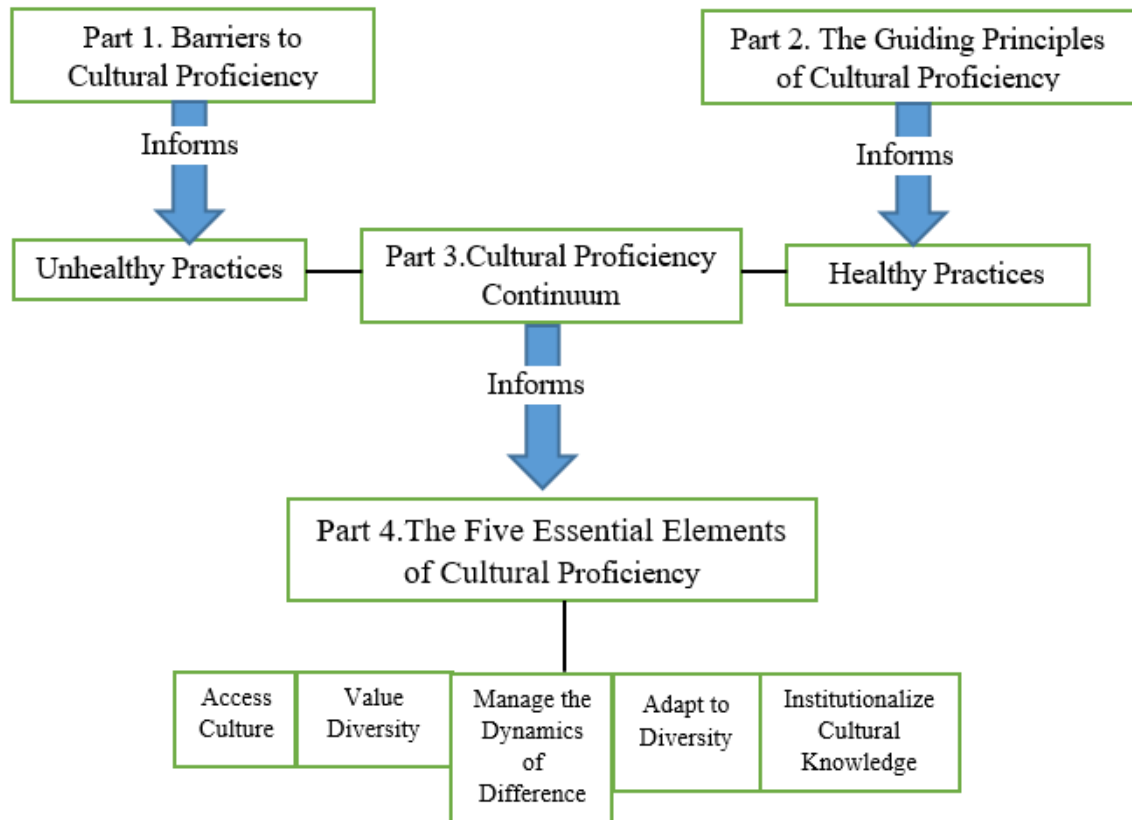 Part 1. Barriers to
Cultural Proficiency
Part 2. The Guiding Principles
of Cultural Proficiency
Informs
Informs
Unhealthy Practices
Part 3.Cultural Proficiency
Continuum
Healthy Practices
Informs
Part 4.The Five Essential Elements
of Cultural Proficiency
Access
Culture
Value
Diversity
Manage the
Dynamics
of
Difference
Adapt to
Diversity
Institutionalize
Cultural
Knowledge